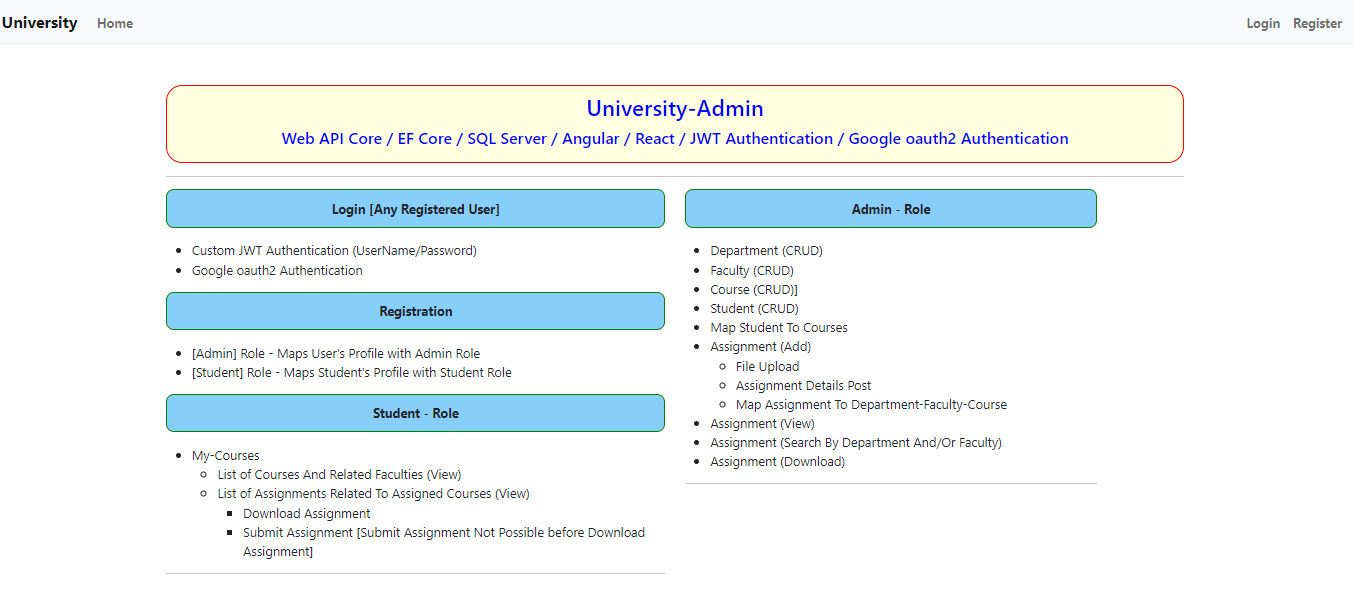 University Home Login Register
University-Admin
Web API Core / EF Core / SQL Server / Angular / React / JWT Authentication / Google oauth2 Authentication
Login [Any Registered User]
Custom JWT Authentication (UserName/Password)
Google oauth2 Authentication
Registration
[Admin] Role - Maps User's Profile with Admin Role
[Student] Role - Maps Student's Profile with Student Role
Student - Role
My-Courses
List of Courses And Related Faculties (View)
List of Assignments Related To Assigned Courses (View)
Download Assignment
Submit Assignment [Submit Assignment Not Possible before Download
Assignment]
Admin - Role
Department (CRUD)
Faculty (CRUD)
Course (CRUD)]
Student (CRUD)
Map Student To Courses
Assignment (Add)
File Upload
Assignment Details Post
Map Assignment To Department-Faculty-Course
Assignment (View)
Assignment (Search By Department And/Or Faculty)
Assignment (Download)